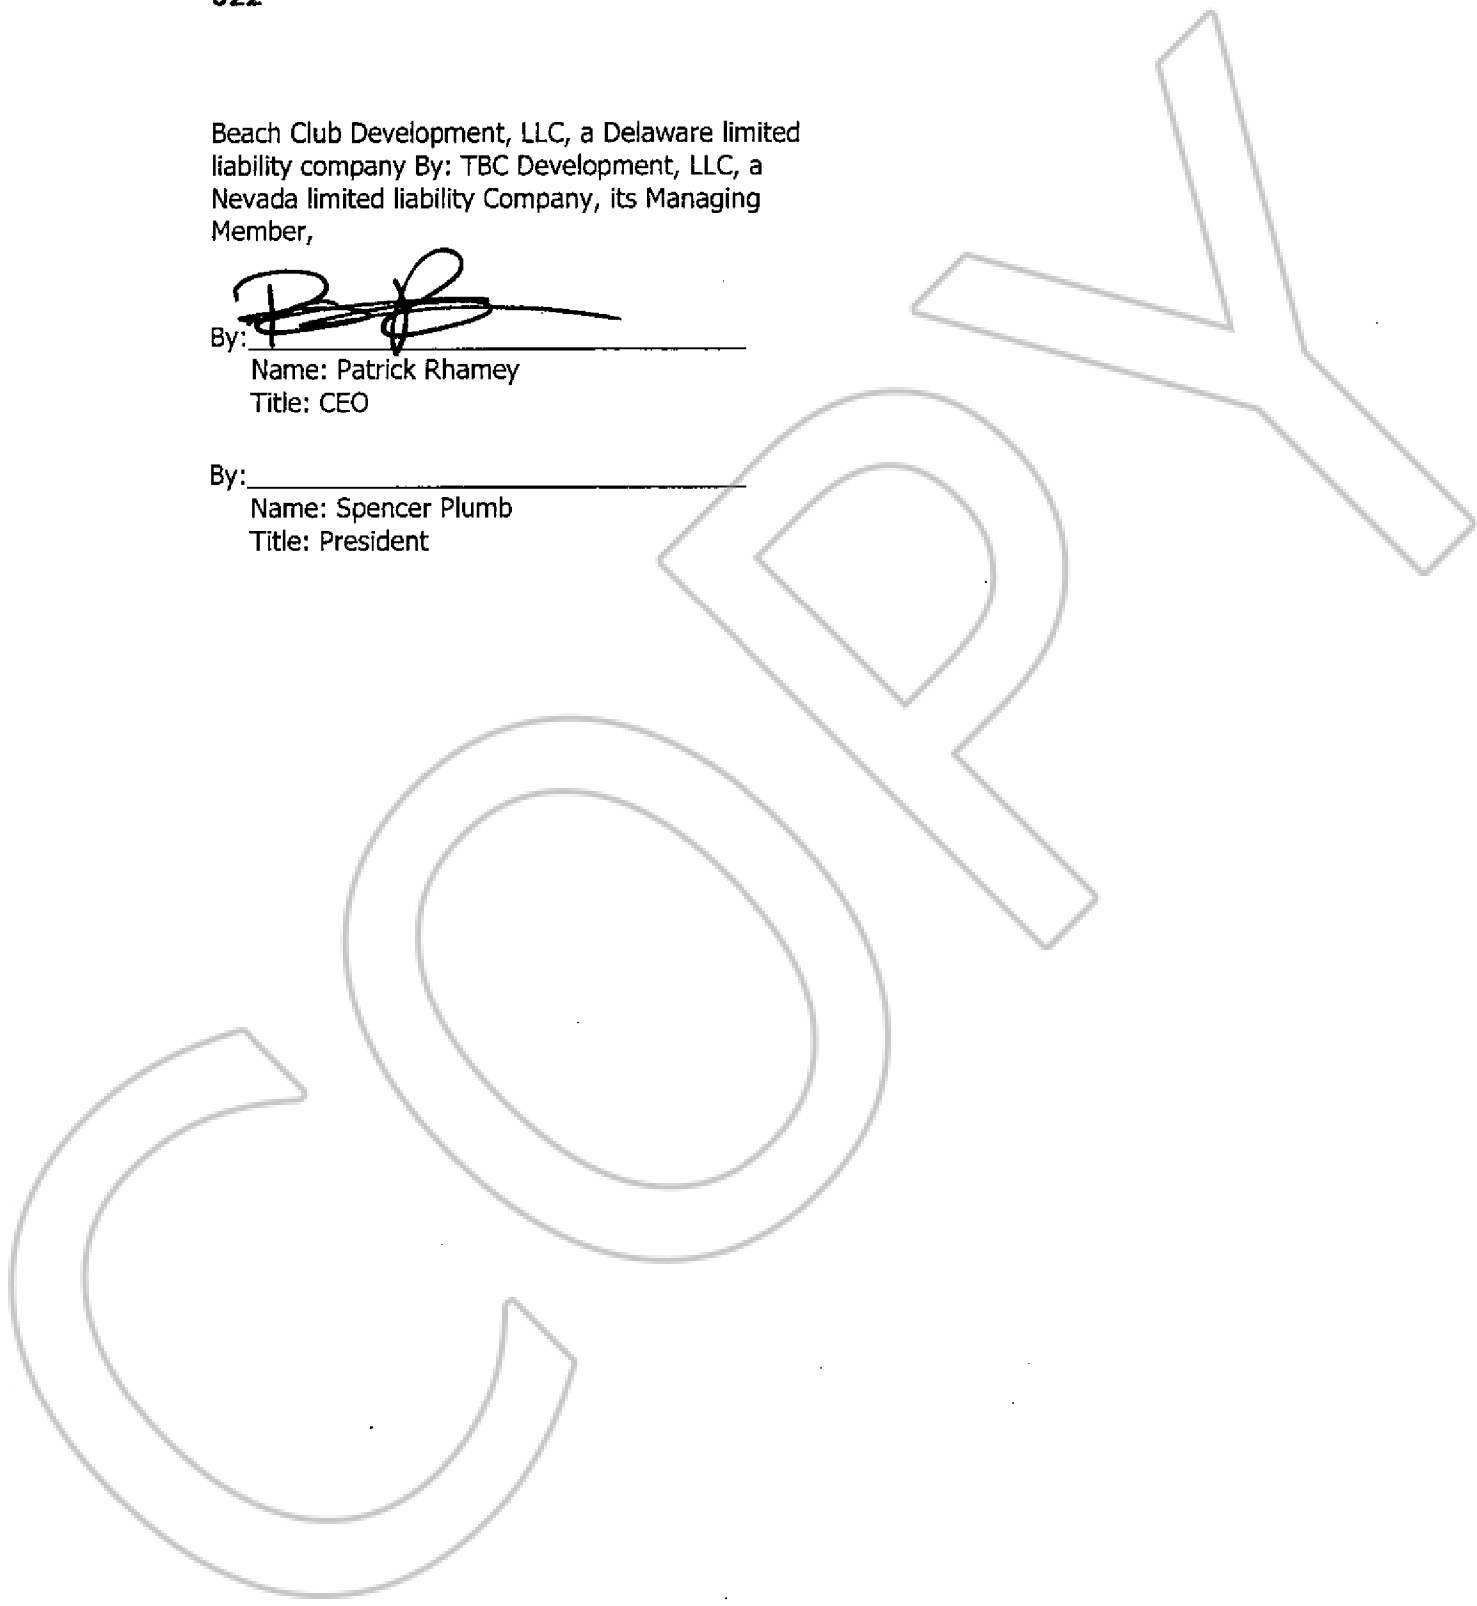 Beach Club Development, LLC, a Delaware limited
liability company By: TBC Development, LLC, a
Nevada limited liability Company, its Managing
Member,
By:
Name: Patrick Rhamey
Title: CEO
By:
Name: Spencer Plumb
Title: President
COPY